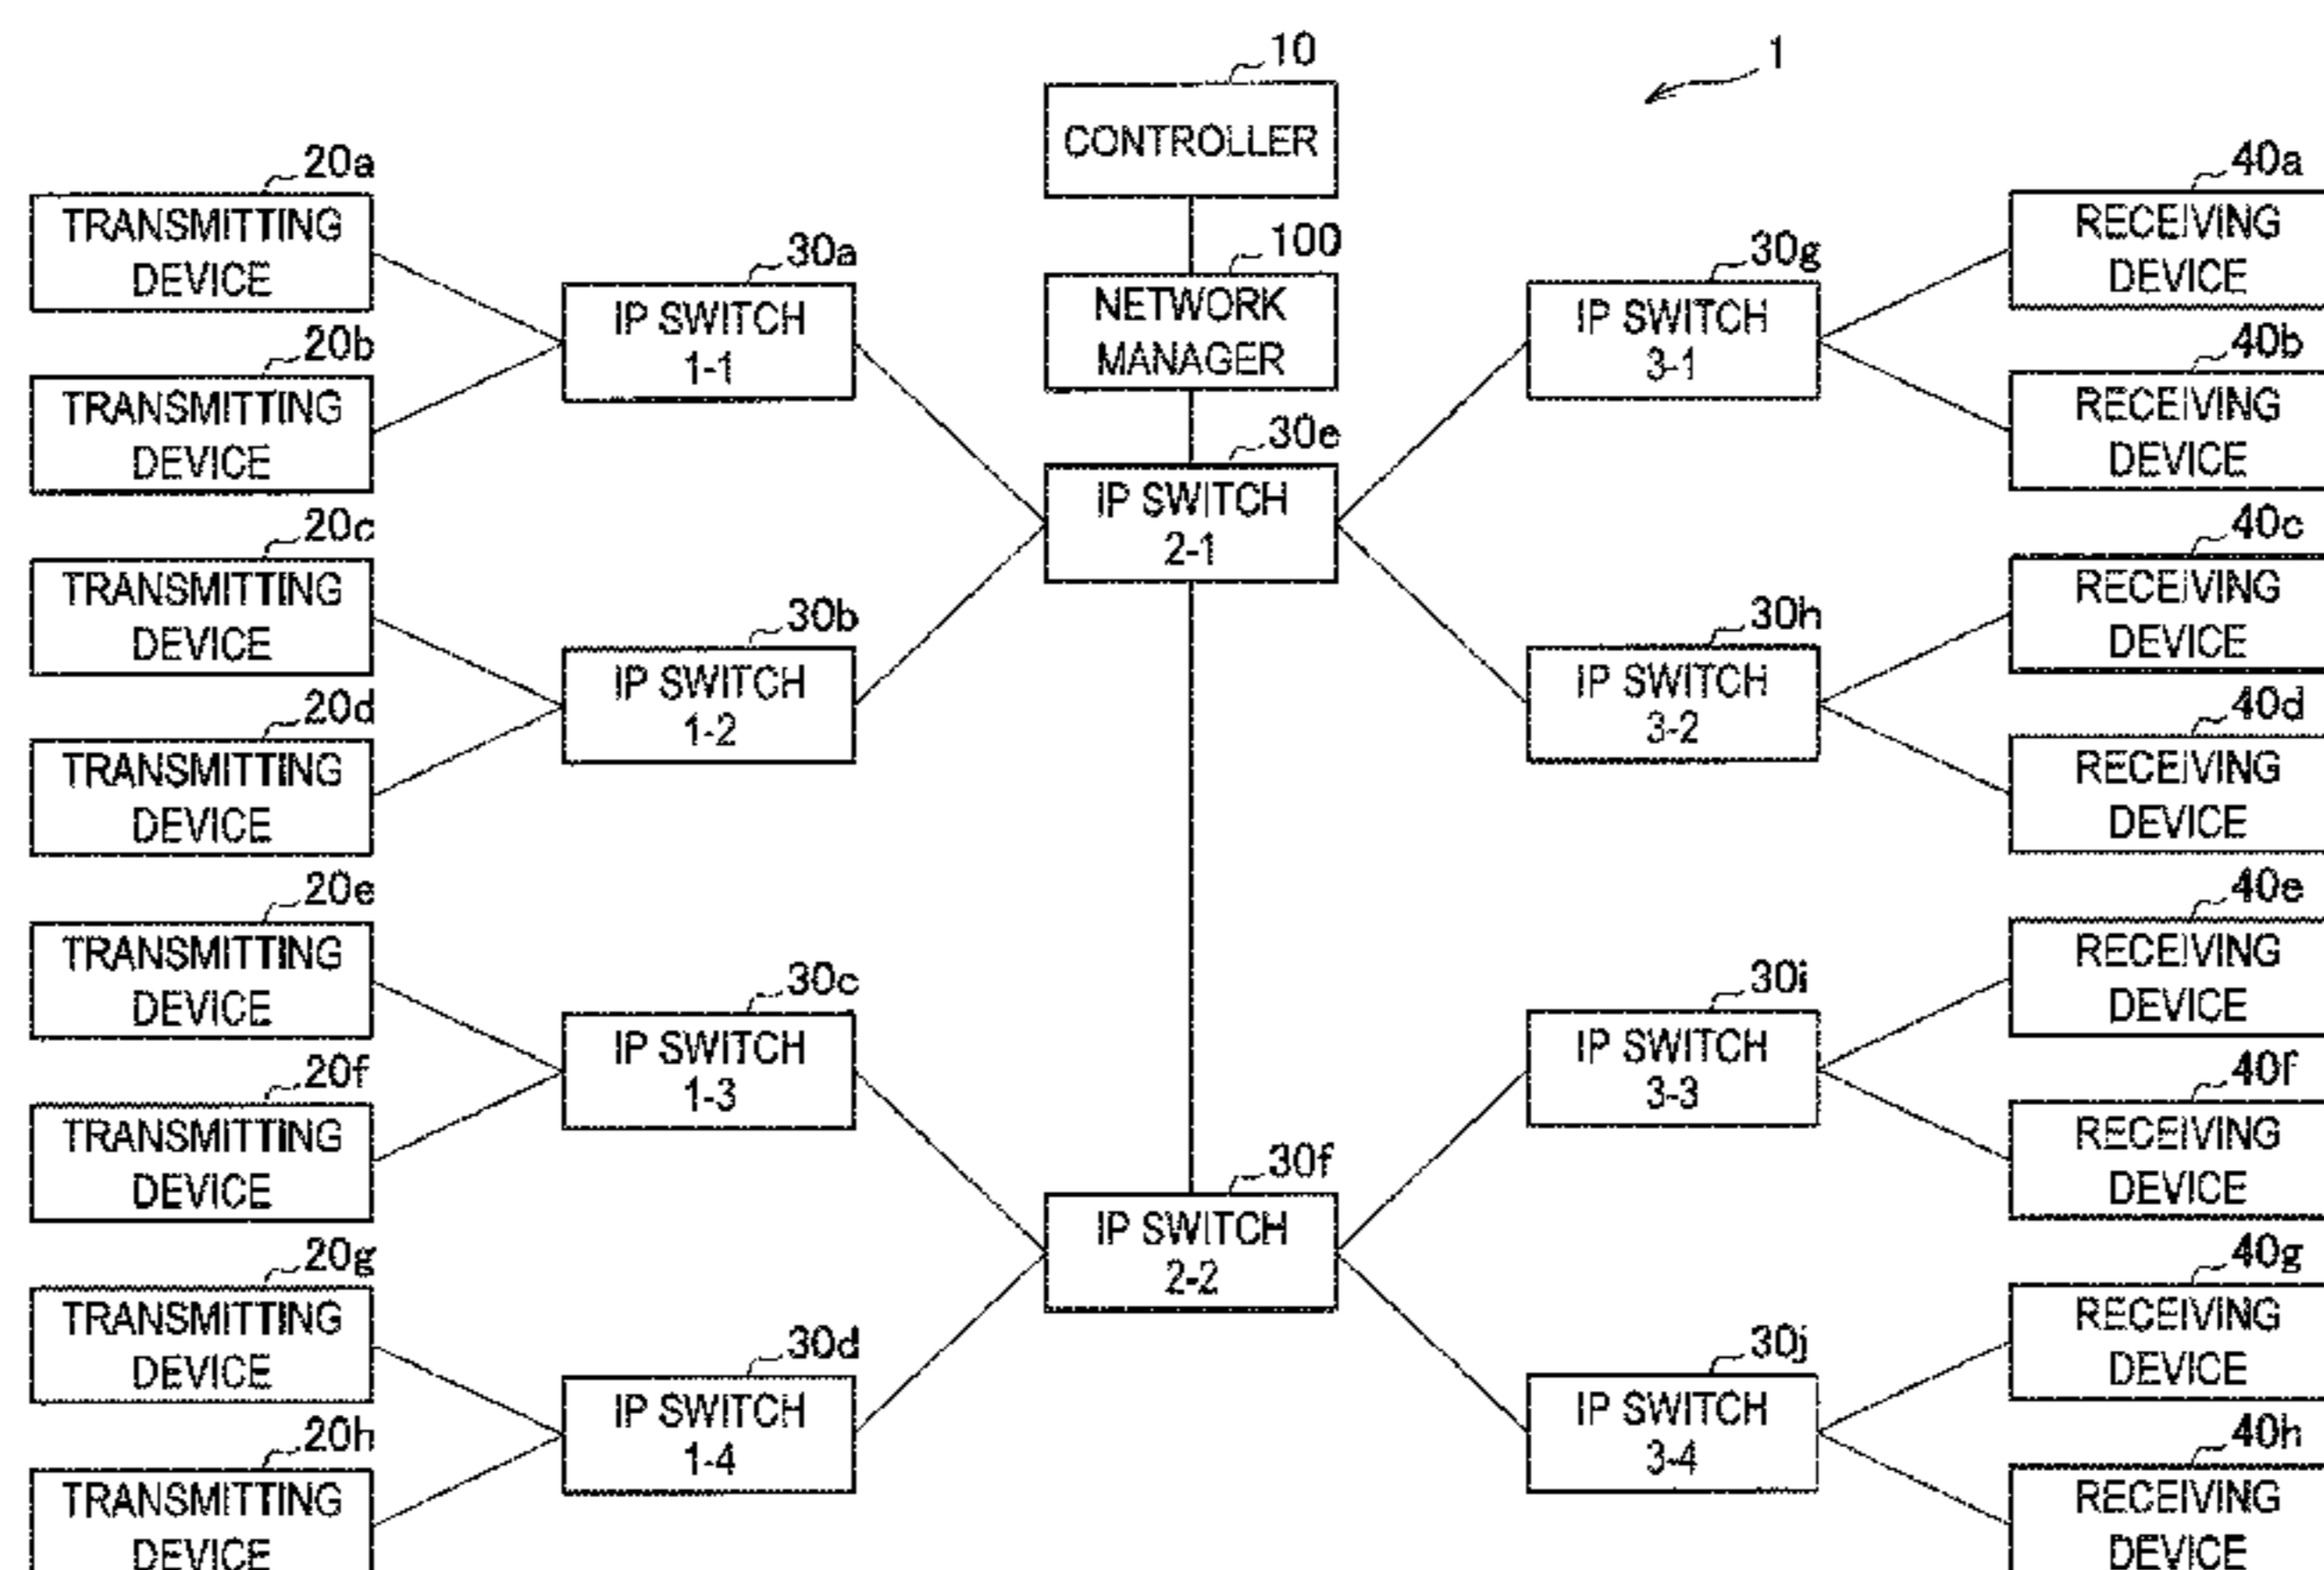 10
1
CONTROLLER
20a
TRANSMITTING
DEVICE
40a
RECEIVING
DEVICE
30a
IP SWITCH
1-1
100
NETWORK
MANAGER
30g
IP SWITCH
3-1
20b
TRANSMITTING
DEVICE
40b
RECEIVING
DEVICE
30e
IP SWITCH
2-1
20c
TRANSMITTING
DEVICE
40c
RECEIVING
DEVICE
30b
IP SWITCH
1-2
30h
IP SWITCH
3-2
20d
TRANSMITTING
DEVICE
40d
RECEIVING
DEVICE
20e
TRANSMITTING
DEVICE
40e
RECEIVING
DEVICE
30c
IP SWITCH
1-3
30i
IP SWITCH
3-3
20f
TRANSMITTING
DEVICE
40f
RECEIVING
DEVICE
30f
IP SWITCH
2-2
20g
TRANSMITTING
DEVICE
40g
RECEIVING
DEVICE
30d
IP SWITCH
1-4
30j
IP SWITCH
3-4
20h
TRANSMITTING
DEVICE
40h
RECEIVING
DEVICE